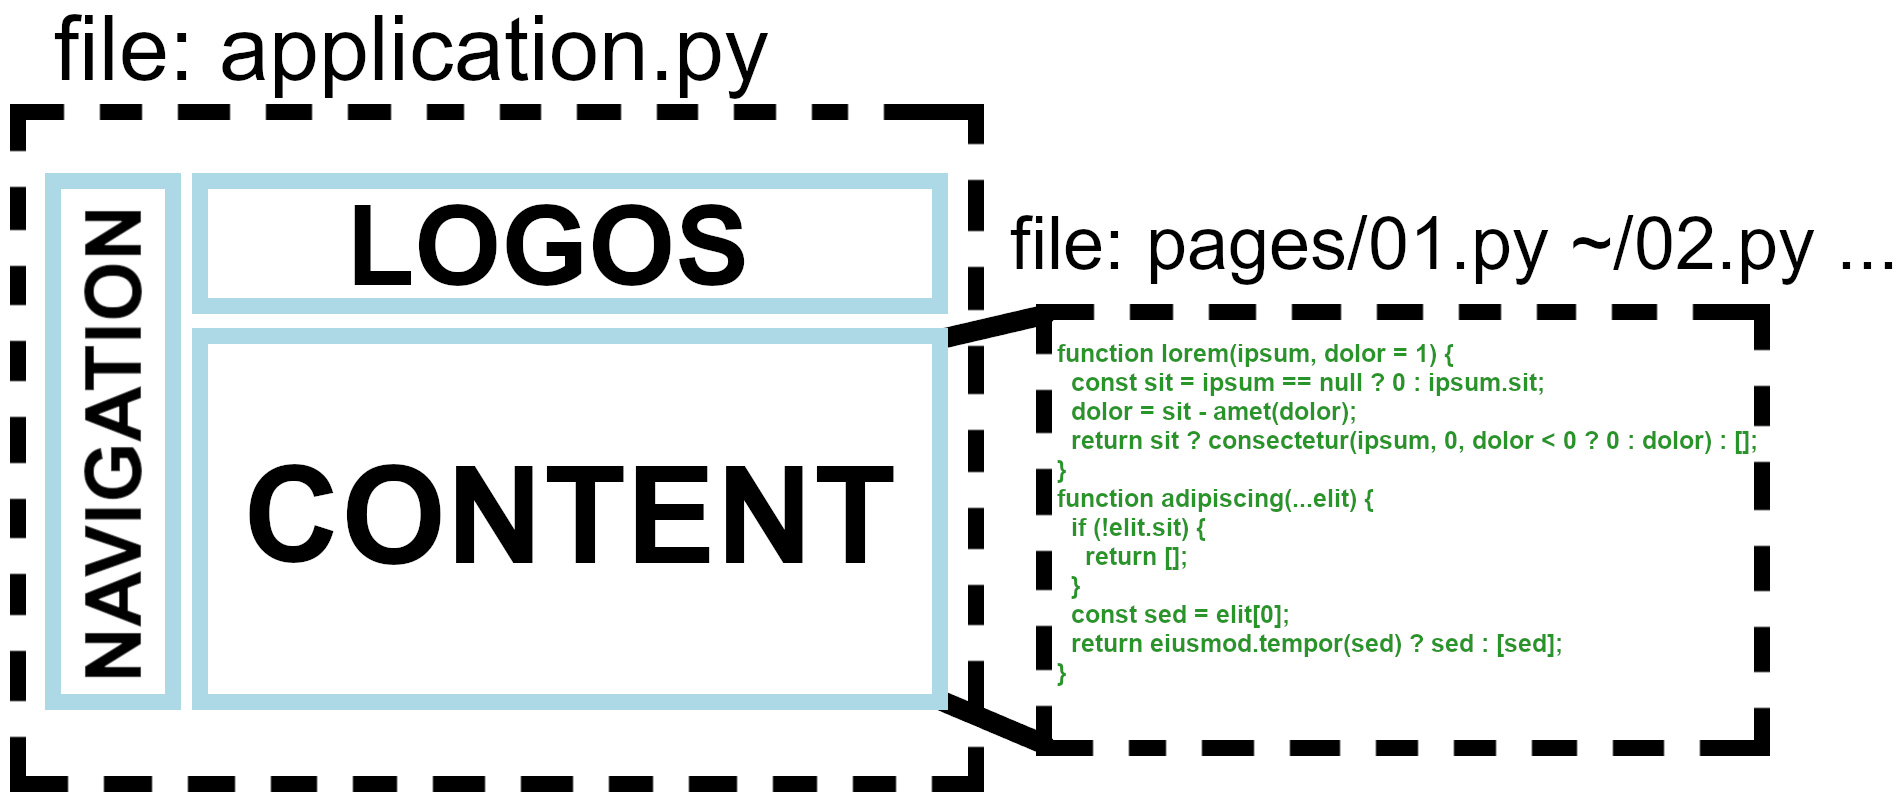 file: application.py
NAVIGATION
LOGOS
CONTENT
file: pages/01.py ~/02.py ...
function lorem(ipsum, dolor = 1) {
  const sit = ipsum == null ? 0 : ipsum.sit;
  dolor = sit - amet(dolor);
  return sit ? consectetur(ipsum, 0, dolor < 0 ? 0 : dolor) : [];
}
function adipiscing(...elit) {
  if (!elit.sit) {
    return [];
  }
  const sed = elit[0];
  return eiusmod.tempor(sed) ? sed : [sed];
}